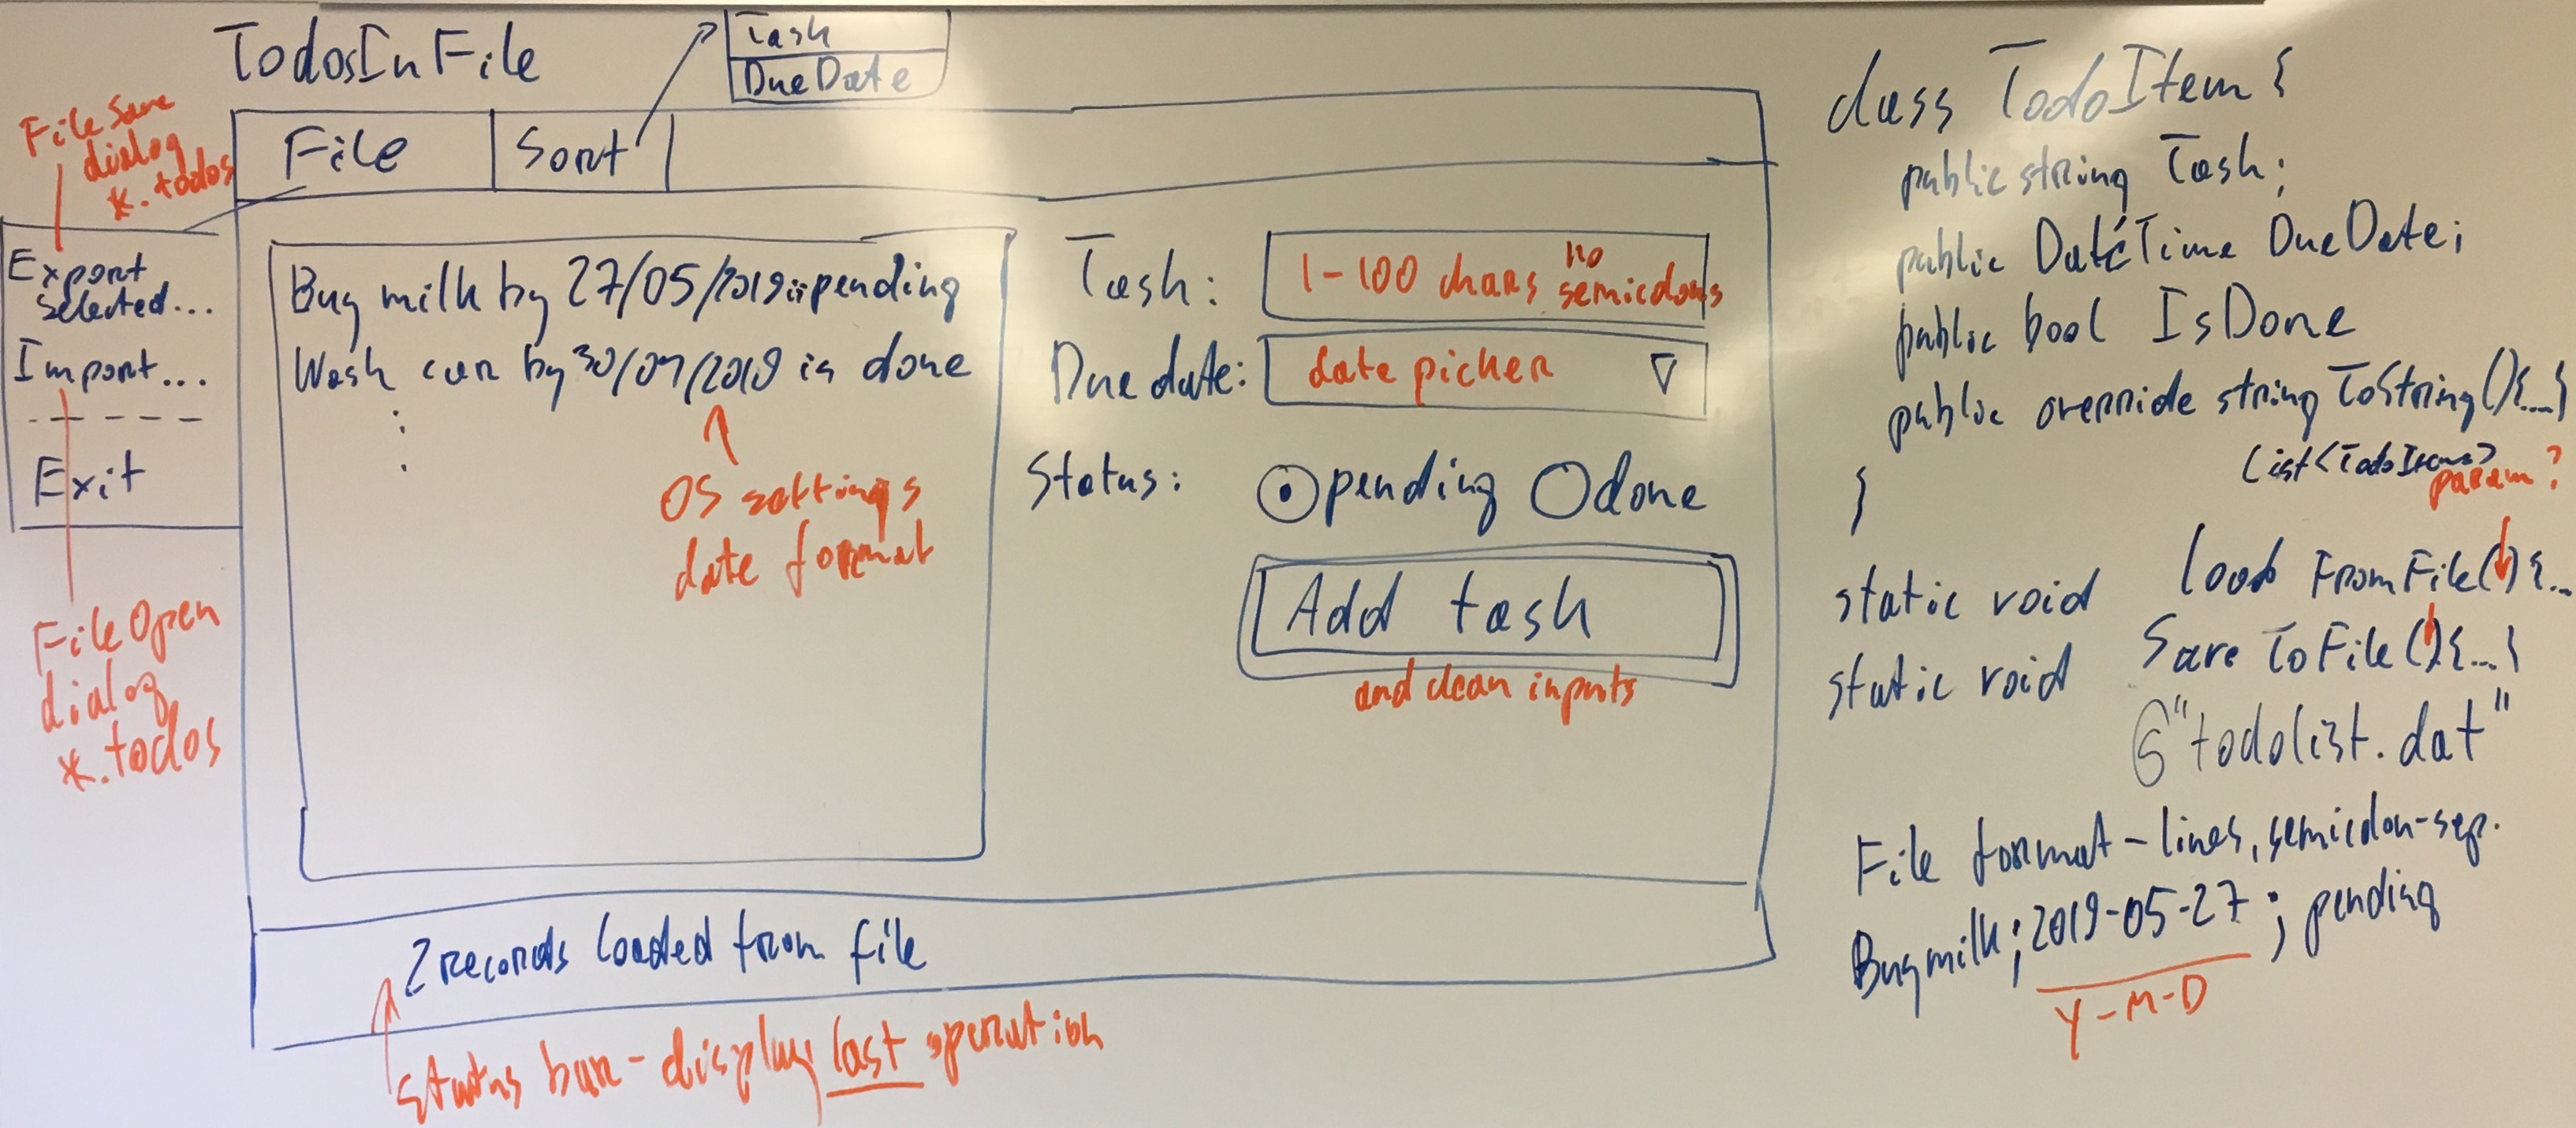 TodosInFile
Task
DueDate
File Save
dialog
*.todos
File
Sort
Export
selected...
Import...
Exit
File Open
dialog
*.todos
Buy milk by 27/05/2019 is pending
Wash car by 30/04/2019 is done
OS settings
date format
Task:
1-100 chars no
semicolons
Due date:
date picker
Status:
pending
done
Add task
and clean inputs
2 records loaded from file
status bar - display last operation
class TodoItem {
public string Task;
public DateTime DueDate;
public bool IsDone
public override string ToString(){...}
}
List<TodoItem>
param?
static void Load FromFile(){...
static void Save ToFile(){...}
@"todolist.dat"
File format - lines, semicolon-sep.
Buy milk; 2019-05-27; pending
Y-M-D